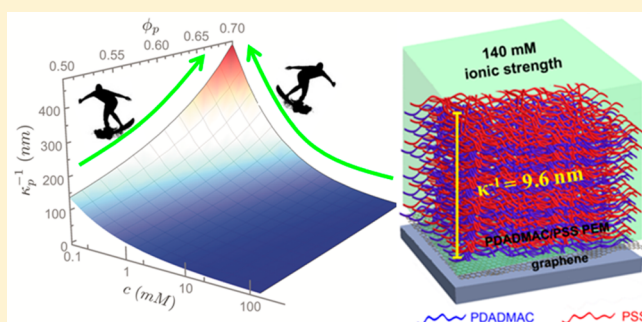 ϕₚ
0.50
0.55
0.60
0.65
0.70
κₚ⁻¹ (nm)
400
300
200
100
0
0.1
1
10
100
c (mM)
140 mM
ionic strength
κ⁻¹ = 9.6 nm
PDADMAC/PSS PEM
graphene
PDADMAC
PSS